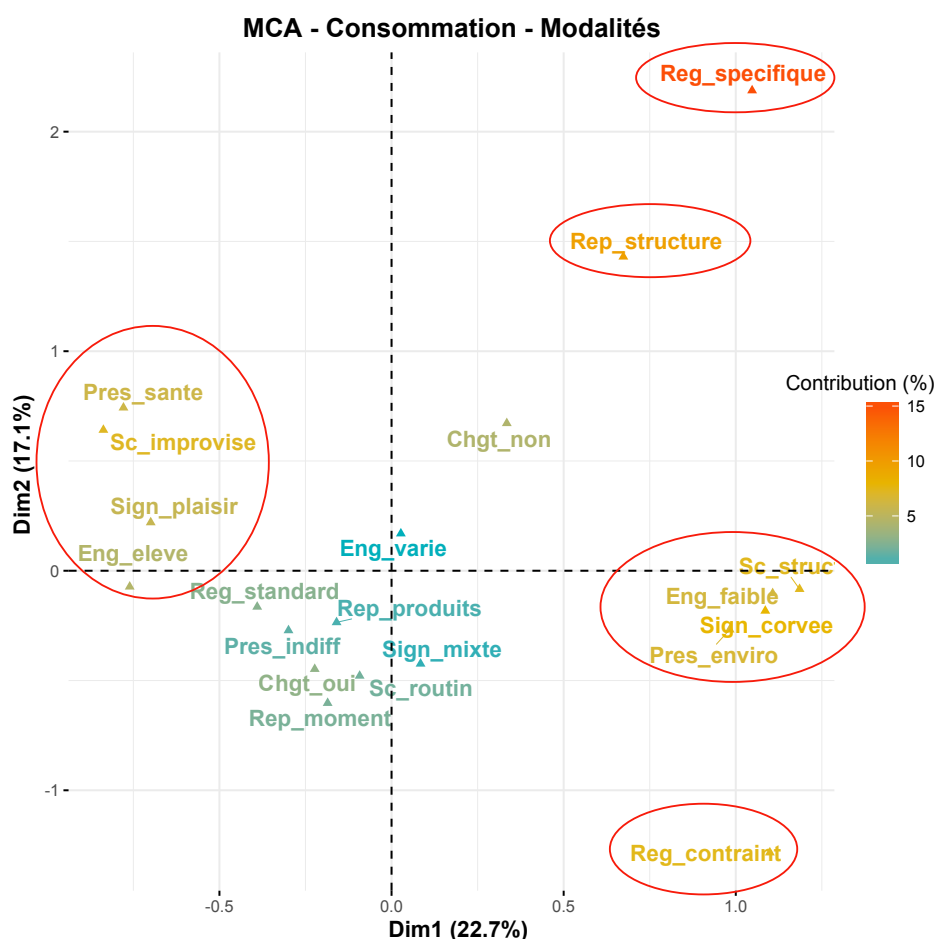 MCA - Consommation - Modalités
Reg_specifique
2
Rep_structure
1
Contribution (%)
Pres_sante
15
Chgt_non
Sc_improvise
10
Dim2 (17.1%)
Sign_plaisir
5
Eng_varie
Eng_eleve
0
Sc_struc
Reg_standard
Eng_faible
Rep_produits
Sign_corvee
Pres_indiff
Sign_mixte
Pres_enviro
Chgt_oui
Sc_routin
Rep_moment
-1
Reg_contraint
-0.5
0.0
0.5
1.0
Dim1 (22.7%)